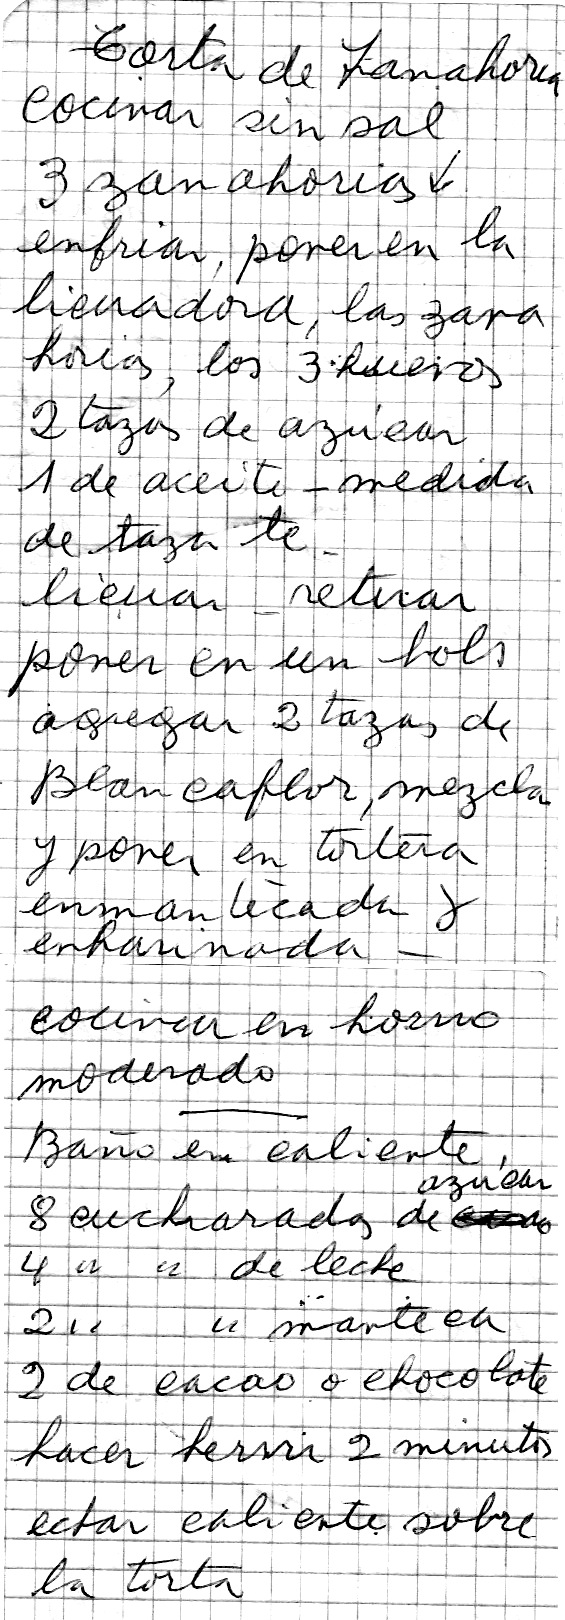 Torta de Zanahoria
cocinar sin sal
3 zanahorias ↓
enfriar, poner en la
licuadora, las zana
horias, los 3 huevos
2 tazas de azúcar
1 de aceite - medida
de taza te -
licuar - retirar
poner en un bols
agregar 2 tazas de
Blancaflor, mezcla
y poner en tortera
enmantecada y
enharinada -
cocinar en horno
moderado
Baño en caliente,
azúcar
8 cucharadas de
4 " " de leche
2 " " manteca
2 de cacao o chocolate
hacer hervir 2 minutos
echar caliente sobre
la torta